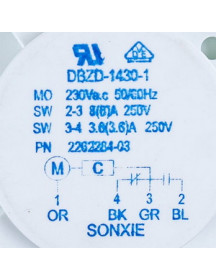 DBZD-1430-1
MO 230Va.c 50/60Hz
SW 2-3 8(6)A 250V
SW 3-4 3.6(3.6)A 250V
PN 2262284-03
M C
1 4 3 2
OR BK GR BL
SONXIE